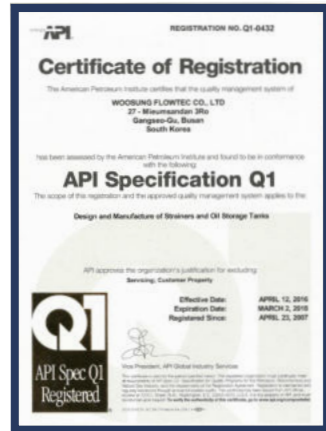 API
REGISTRATION NO. Q1-0432
Certificate of Registration
The American Petroleum Institute certifies that the quality management system of
WOOSUNG FLOWTEC CO., LTD
27 - Mieumsandan 3Ro
Gangseo-Gu, Busan
South Korea
has been assessed by the American Petroleum Institute and found to be in conformance
with the following:
API Specification Q1
The scope of this registration and the approved quality management system applies to the
Design and Manufacture of Strainers and Oil Storage Tanks
API approves the organization's justification for excluding
Servicing, Customer Property
Effective Date: APRIL 12, 2016
Expiration Date: MARCH 2, 2018
Registered Since: APRIL 23, 2007
Q1
API Spec Q1
Registered
Vice President, API Global Industry Services